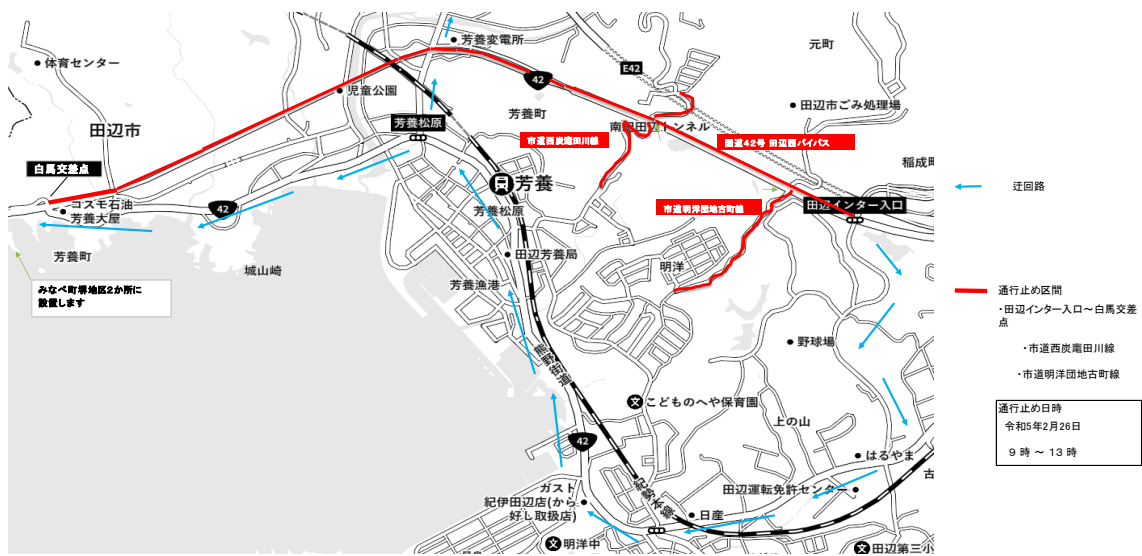 芳養変電所
元町
体育センター
E42
42
児童公園
田辺市ごみ処理場
芳養町
田辺市
芳養松原
南紀田辺トンネル
市道西炭竃田川線
国道42号 田辺西バイパス
稲成町
白馬交差点
芳養
迂回路
コスモ石油
芳養大屋
42
芳養松原
市道明洋団地古町線
田辺インター入口
芳養町
城山崎
田辺芳養局
明洋
芳養漁港
みなべ町堺地区2か所に
設置します
通行止め区間
・田辺インター入口～白馬交差
点
・市道西炭竃田川線
・市道明洋団地古町線
野球場
熊野街道
文
こどものへや保育園
上の山
通行止め日時
令和5年2月26日
9 時 ～ 13 時
42
はるやま
古
ガスト
紀伊田辺店(から
好し取扱店)
紀勢本線
田辺運転免許センター
日産
文
明洋中
文
田辺第三小